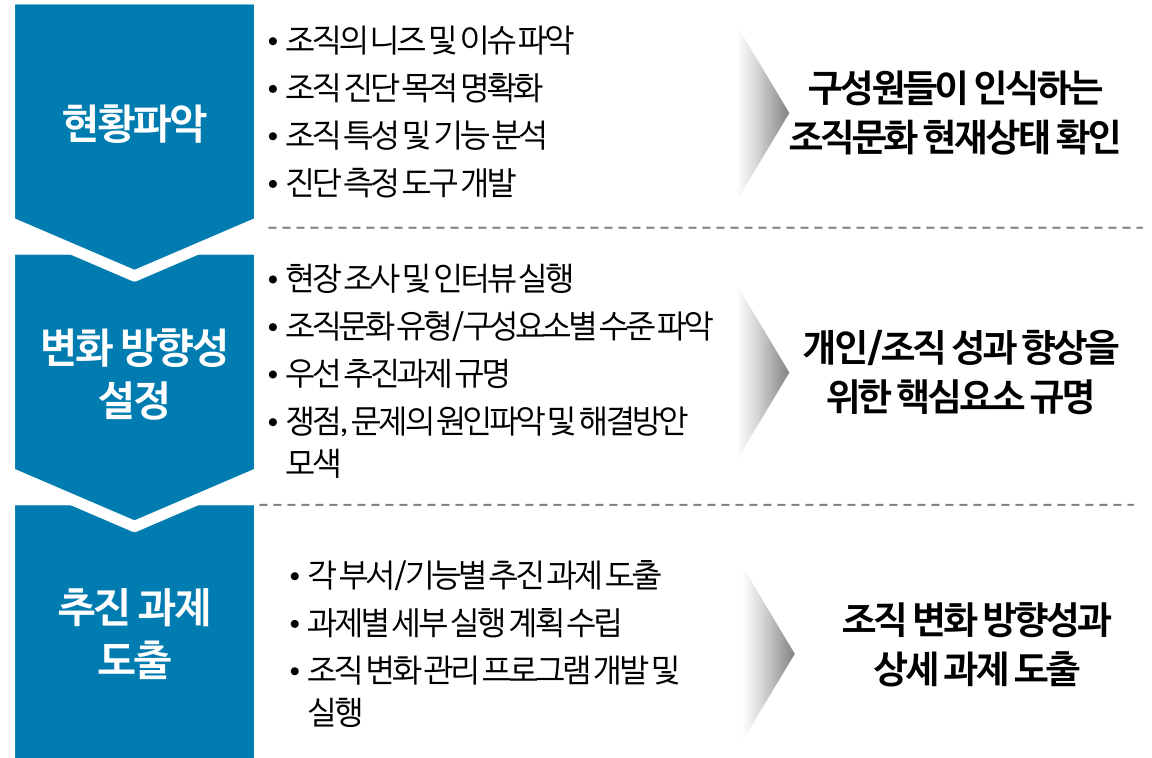 현황파악
• 조직의 니즈 및 이슈 파악
• 조직 진단 목적 명확화
• 조직 특성 및 기능 분석
• 진단 측정 도구 개발
구성원들이 인식하는
조직문화 현재상태 확인
변화 방향성
설정
• 현장 조사 및 인터뷰 실행
• 조직문화 유형/구성요소별 수준 파악
• 우선 추진과제 규명
• 쟁점, 문제의 원인파악 및 해결방안
모색
개인/조직 성과 향상을
위한 핵심요소 규명
추진 과제
도출
• 각 부서/기능별 추진 과제 도출
• 과제별 세부 실행 계획 수립
• 조직 변화 관리 프로그램 개발 및
실행
조직 변화 방향성과
상세 과제 도출